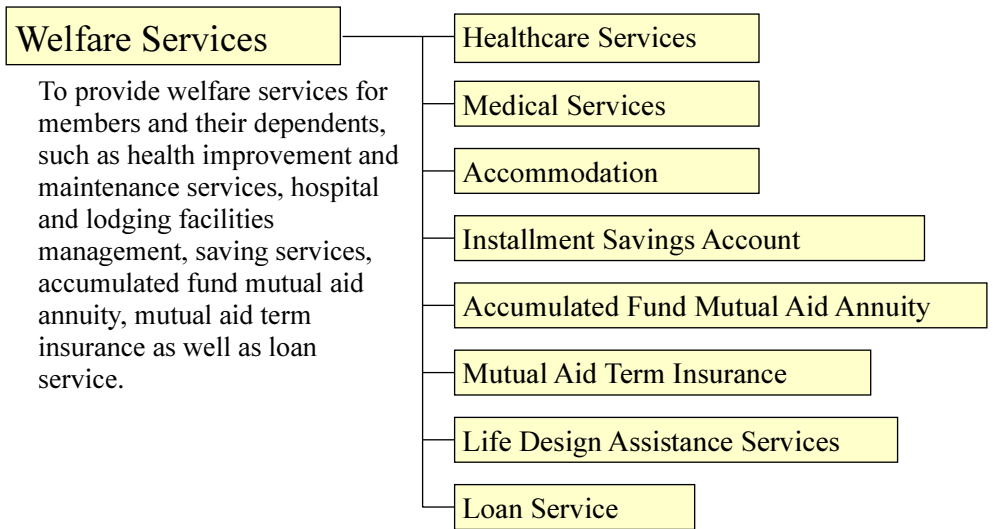 Welfare Services
To provide welfare services for
members and their dependents,
such as health improvement and
maintenance services, hospital
and lodging facilities
management, saving services,
accumulated fund mutual aid
annuity, mutual aid term
insurance as well as loan
service.
Healthcare Services
Medical Services
Accommodation
Installment Savings Account
Accumulated Fund Mutual Aid Annuity
Mutual Aid Term Insurance
Life Design Assistance Services
Loan Service